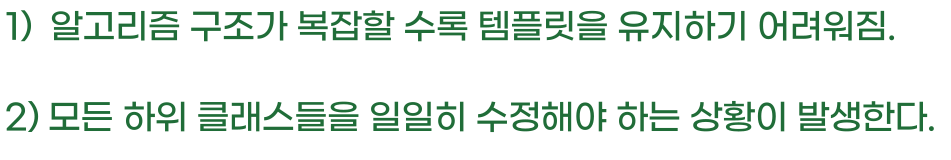 1) 알고리즘 구조가 복잡할 수록 템플릿을 유지하기 어려워짐.
2) 모든 하위 클래스들을 일일히 수정해야 하는 상황이 발생한다.